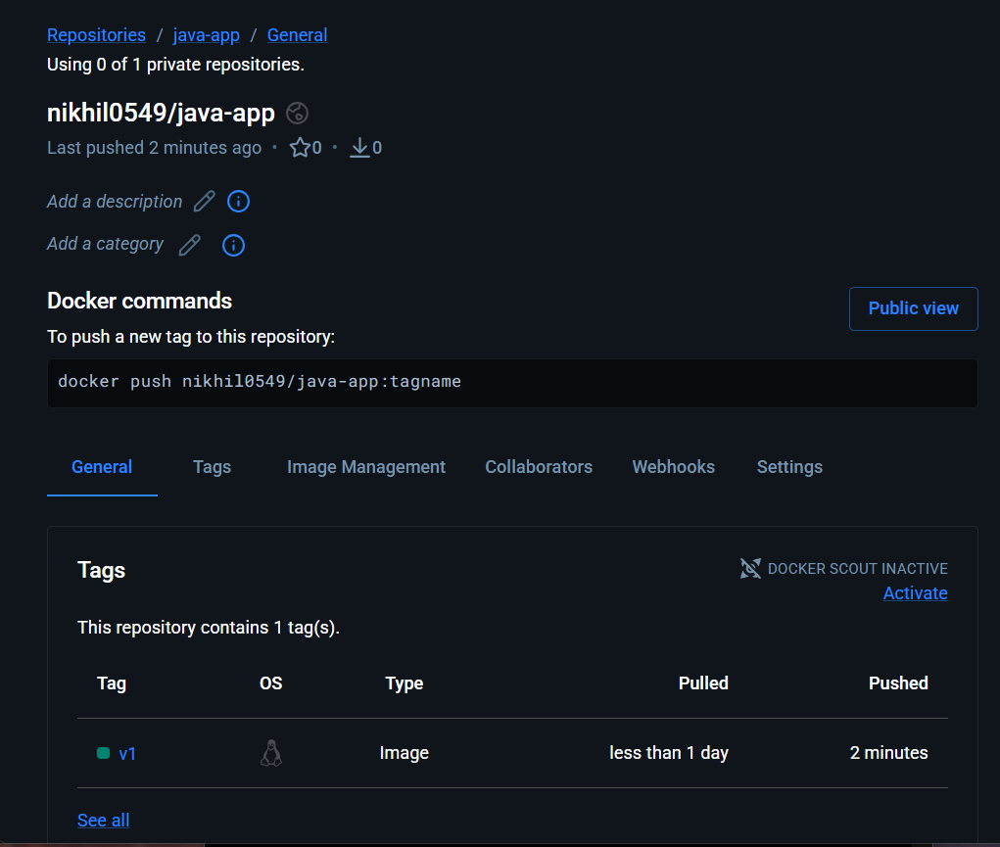 Repositories / java-app / General
Using 0 of 1 private repositories.
nikhil0549/java-app
Last pushed 2 minutes ago • 0 • 0
Add a description
Add a category
Docker commands
Public view
To push a new tag to this repository:
docker push nikhil0549/java-app:tagname
General Tags Image Management Collaborators Webhooks Settings
Tags
DOCKER SCOUT INACTIVE
Activate
This repository contains 1 tag(s).
Tag OS Type Pulled Pushed
v1 Image less than 1 day 2 minutes
See all